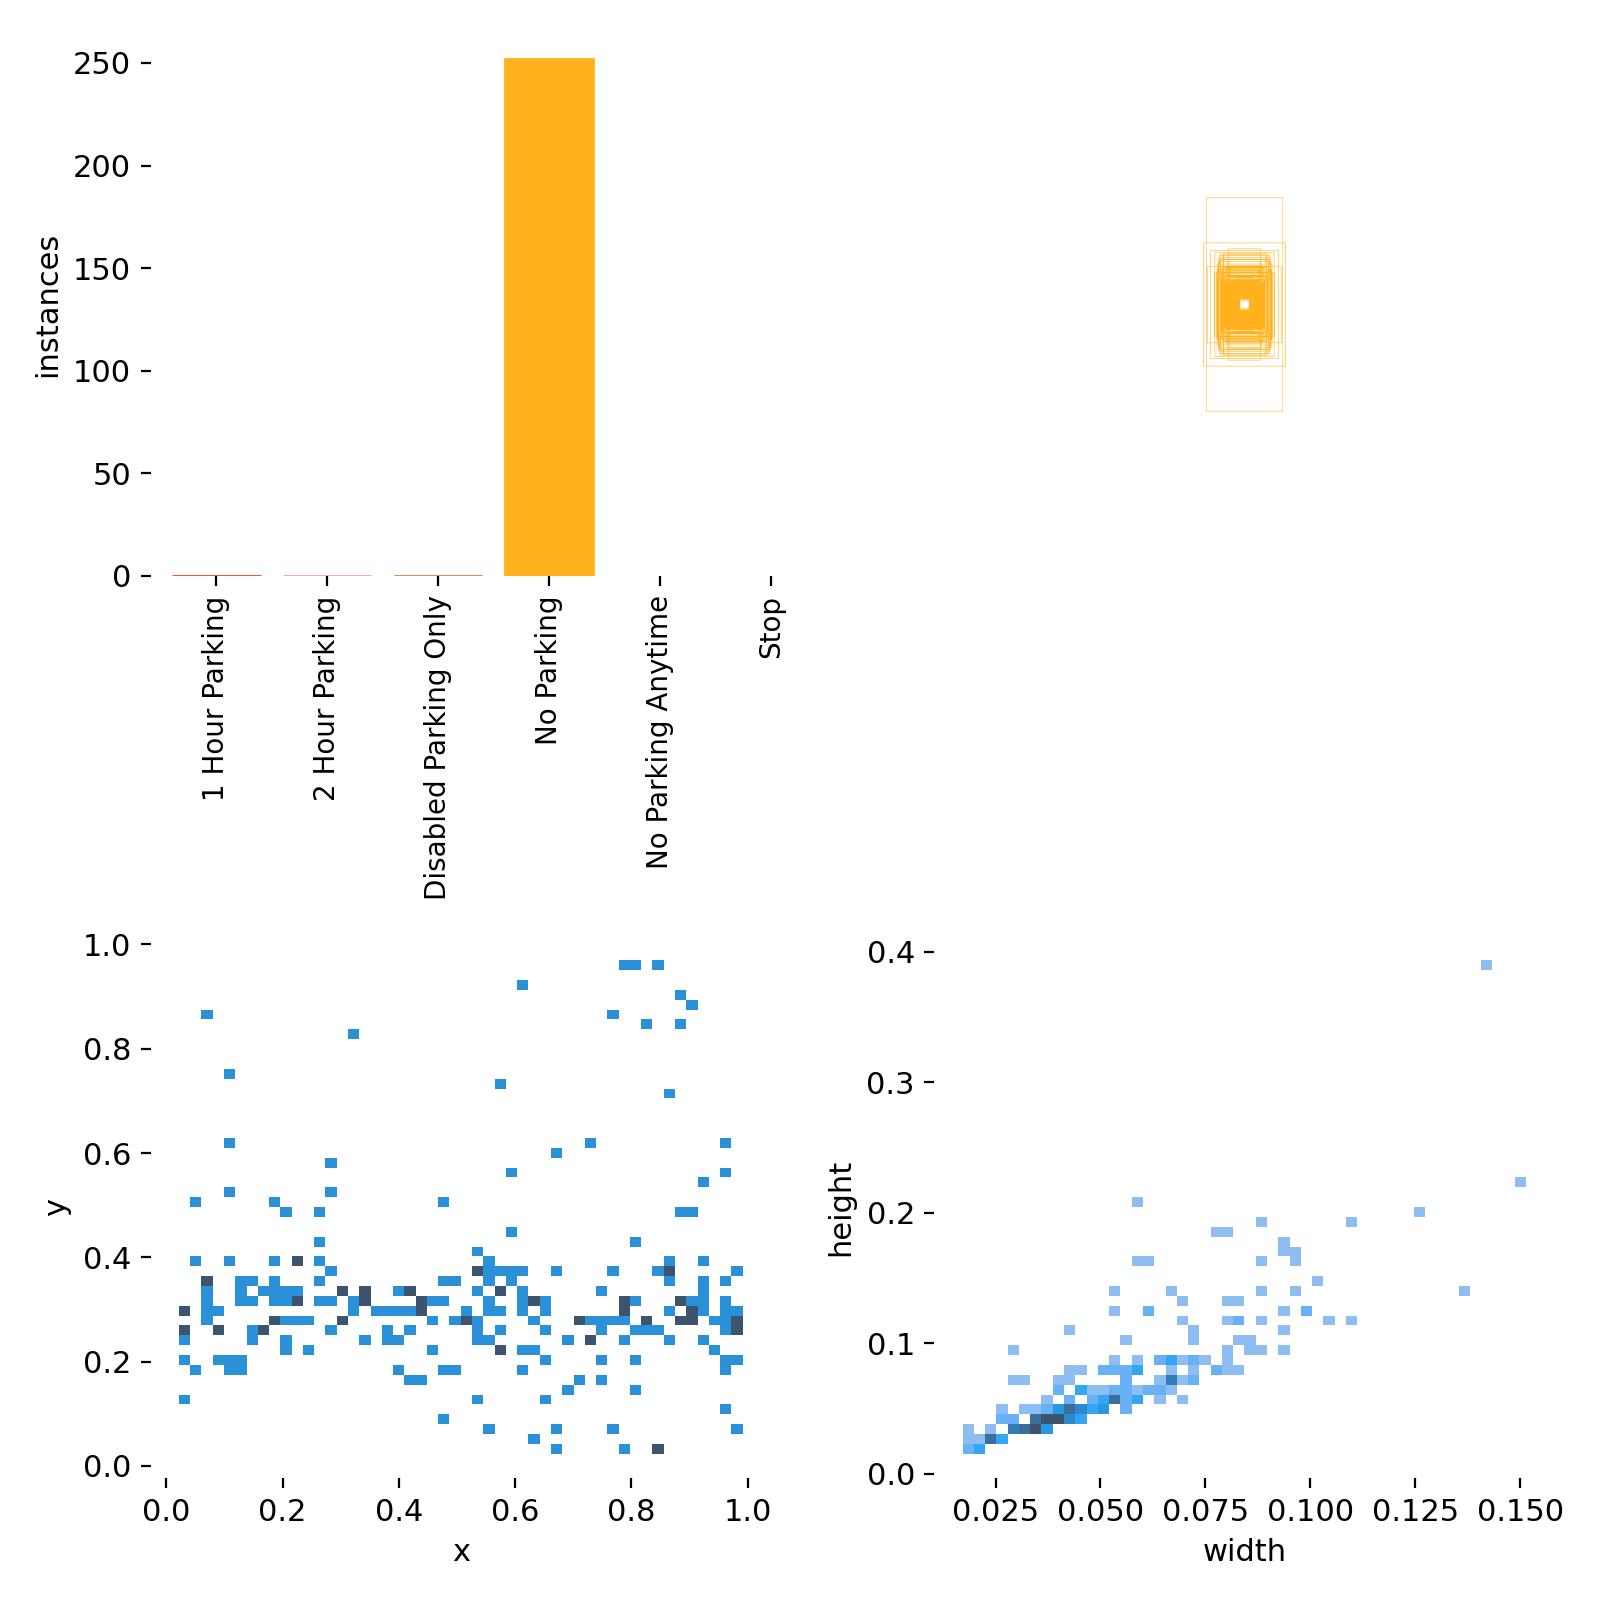 250
200
150
100
50
0
instances
1 Hour Parking
2 Hour Parking
Disabled Parking Only
No Parking
No Parking Anytime
Stop
1.0
0.8
0.6
0.4
0.2
0.0
y
0.0 0.2 0.4 0.6 0.8 1.0
x
0.4
0.3
0.2
0.1
0.0
height
0.025 0.050 0.075 0.100 0.125 0.150
width